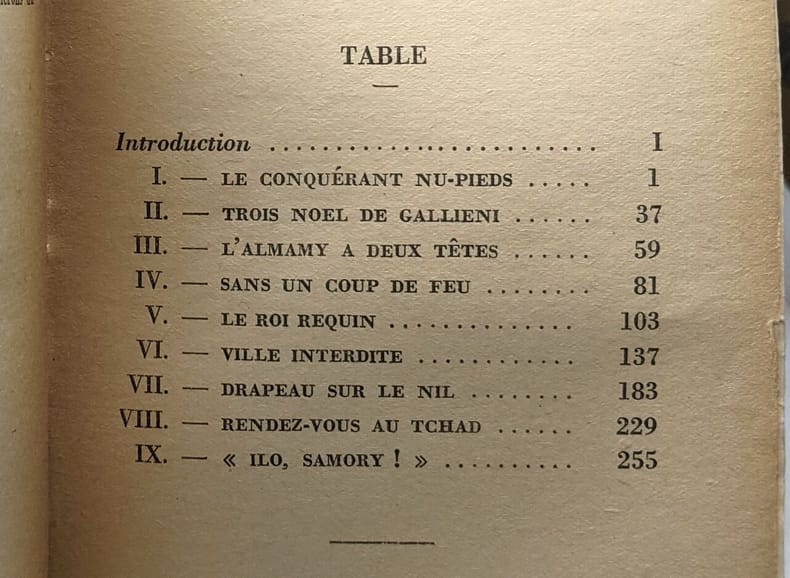 TABLE
Introduction ............................ I
I. — LE CONQUÉRANT NU-PIEDS ..... 1
II. — TROIS NOEL DE GALLIENI ...... 37
III. — L'ALMAMY A DEUX TÊTES ...... 59
IV. — SANS UN COUP DE FEU ........ 81
V. — LE ROI REQUIN .............. 103
VI. — VILLE INTERDITE ............ 137
VII. — DRAPEAU SUR LE NIL ........ 183
VIII. — RENDEZ-VOUS AU TCHAD ...... 229
IX. — « ILO, SAMORY ! » .......... 255